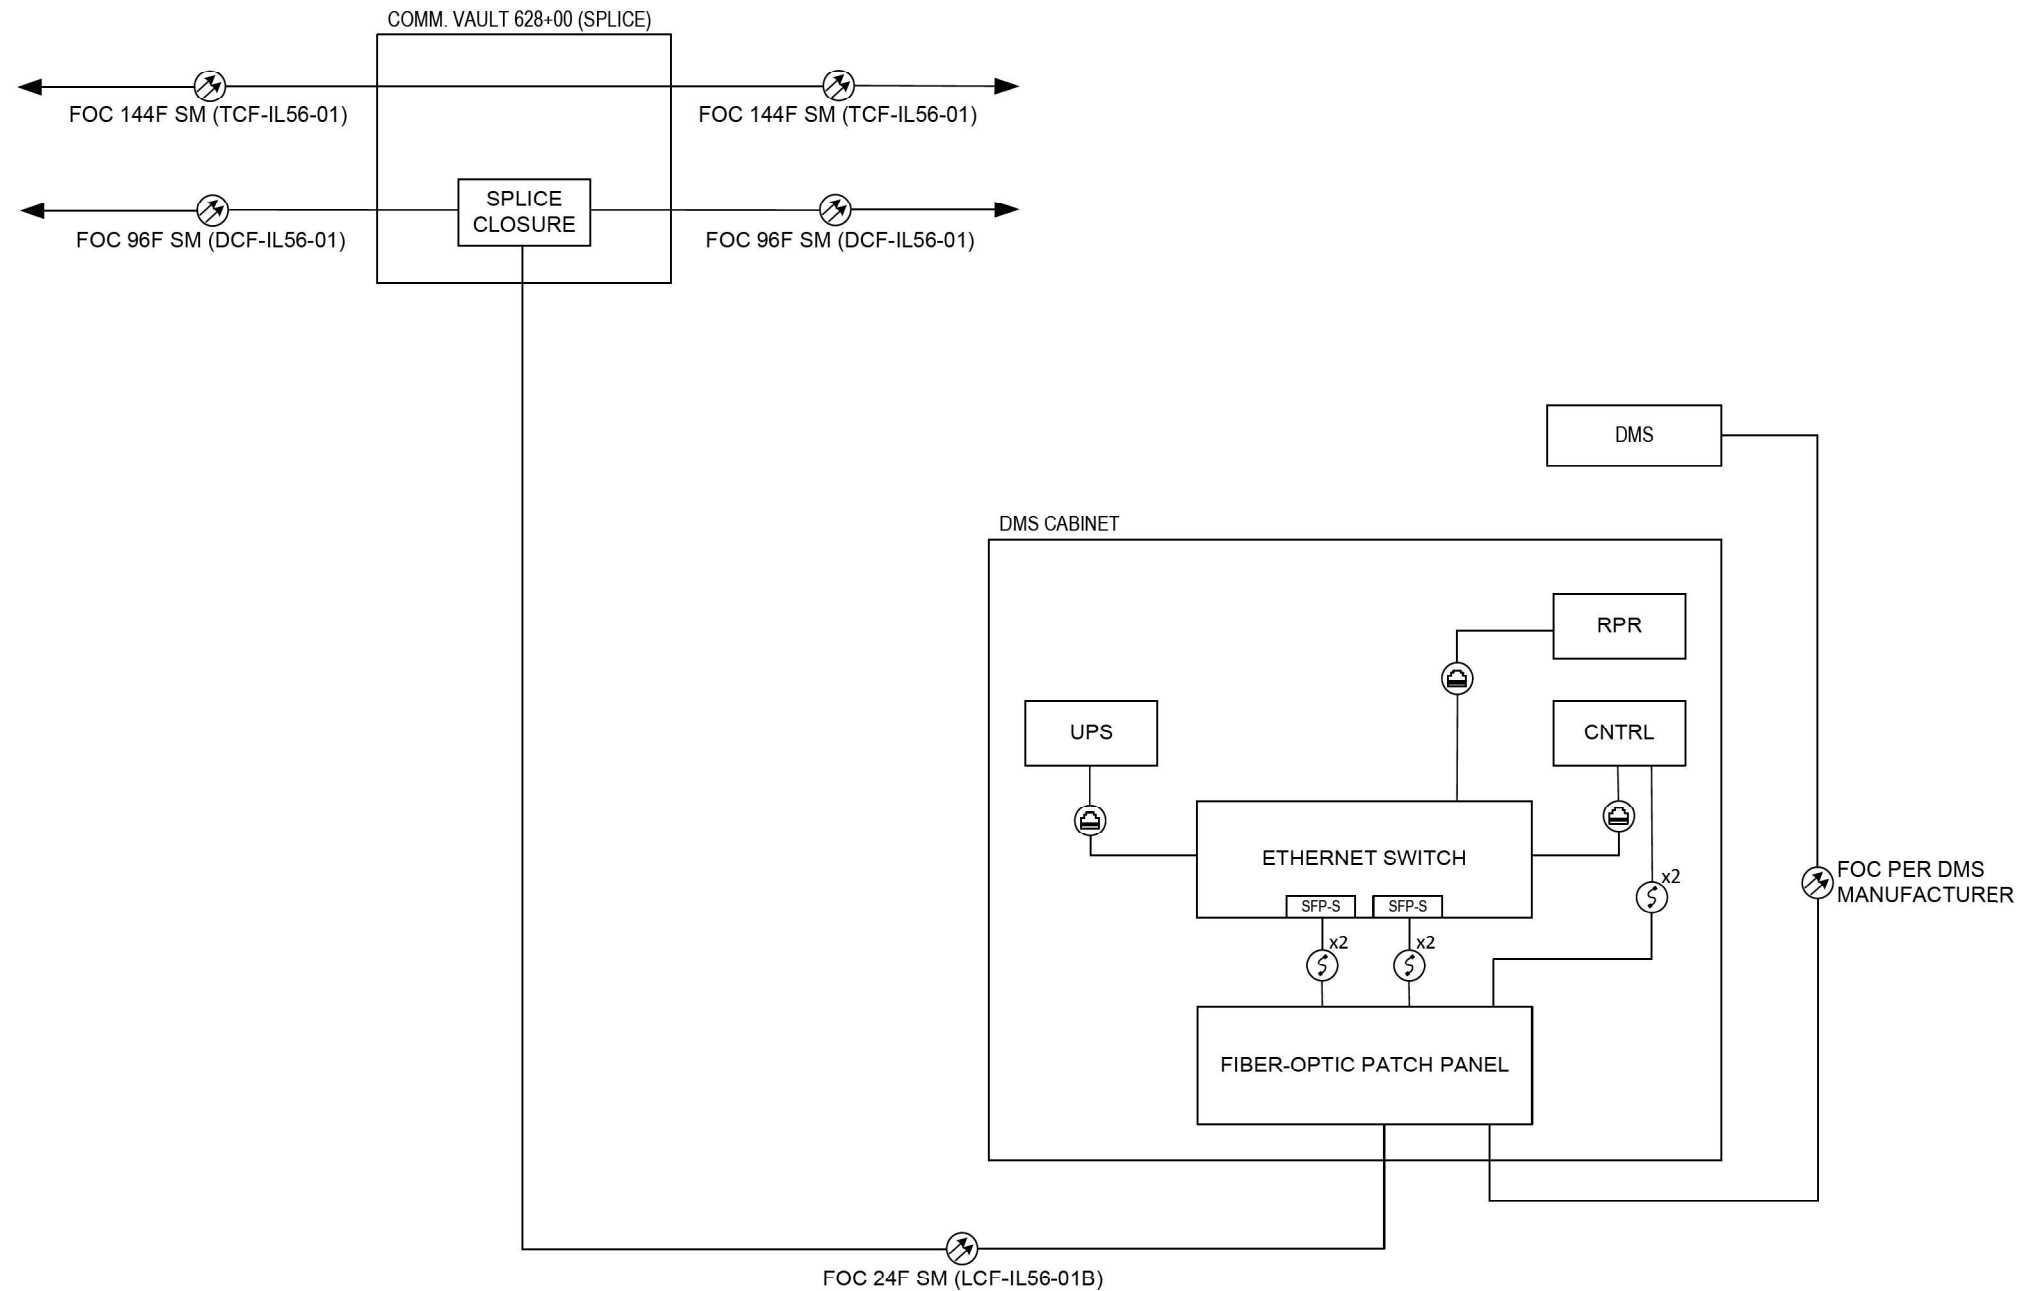 COMM. VAULT 628+00 (SPLICE)
FOC 144F SM (TCF-IL56-01)
FOC 144F SM (TCF-IL56-01)
SPLICE
CLOSURE
FOC 96F SM (DCF-IL56-01)
FOC 96F SM (DCF-IL56-01)
DMS
DMS CABINET
RPR
UPS
CNTRL
ETHERNET SWITCH
FOC PER DMS
MANUFACTURER
x2
SFP-S
SFP-S
x2
x2
FIBER-OPTIC PATCH PANEL
FOC 24F SM (LCF-IL56-01B)